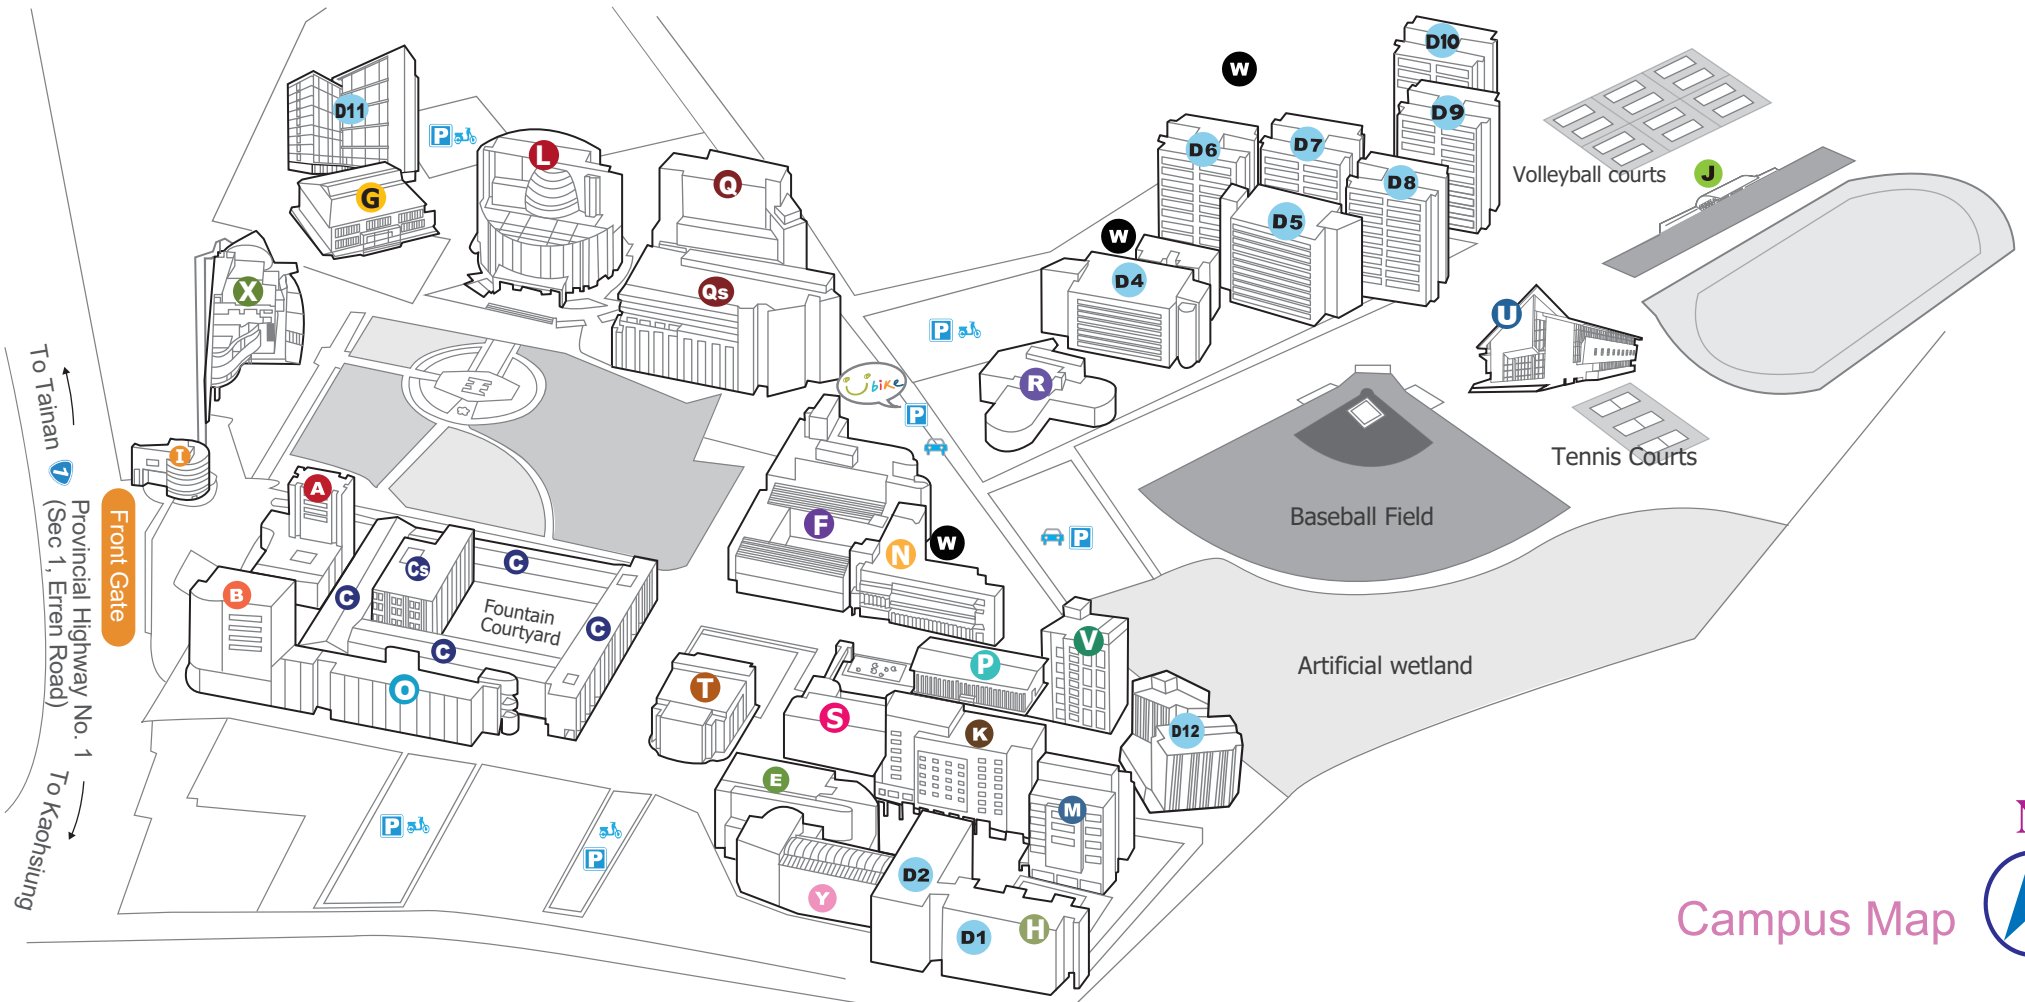 D10
W
D11
P
D9
L
D6
D7
Volleyball courts
J
Q
D8
G
D5
W
D4
X
Qs
U
P
To Tainan
1
R
ubike
P
I
Tennis Courts
A
Front Gate
Provincial Highway No. 1
(Sec 1, Erren Road)
Baseball Field
F
P
N
W
C
Cs
B
C
Fountain
Courtyard
C
C
V
P
Artificial wetland
O
T
S
K
D12
E
M
To Kaohsiung
P
P
D2
Y
D1
H
Campus Map